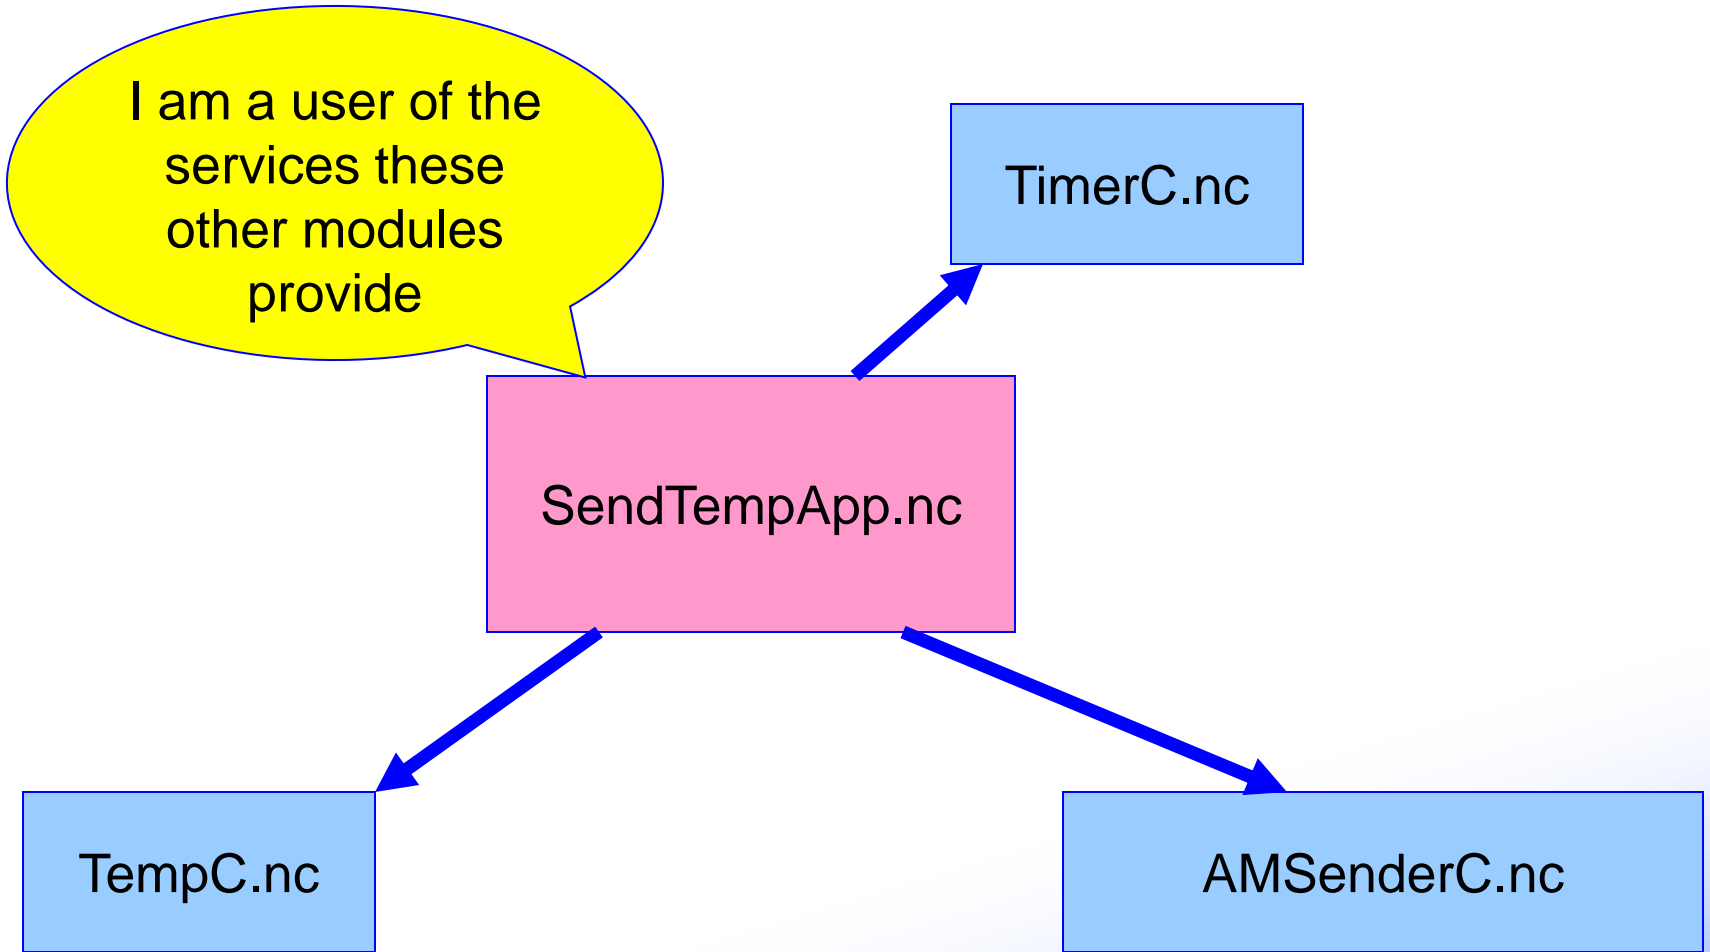 I am a user of the
services these
other modules
provide
TimerC.nc
SendTempApp.nc
TempC.nc
AMSenderC.nc